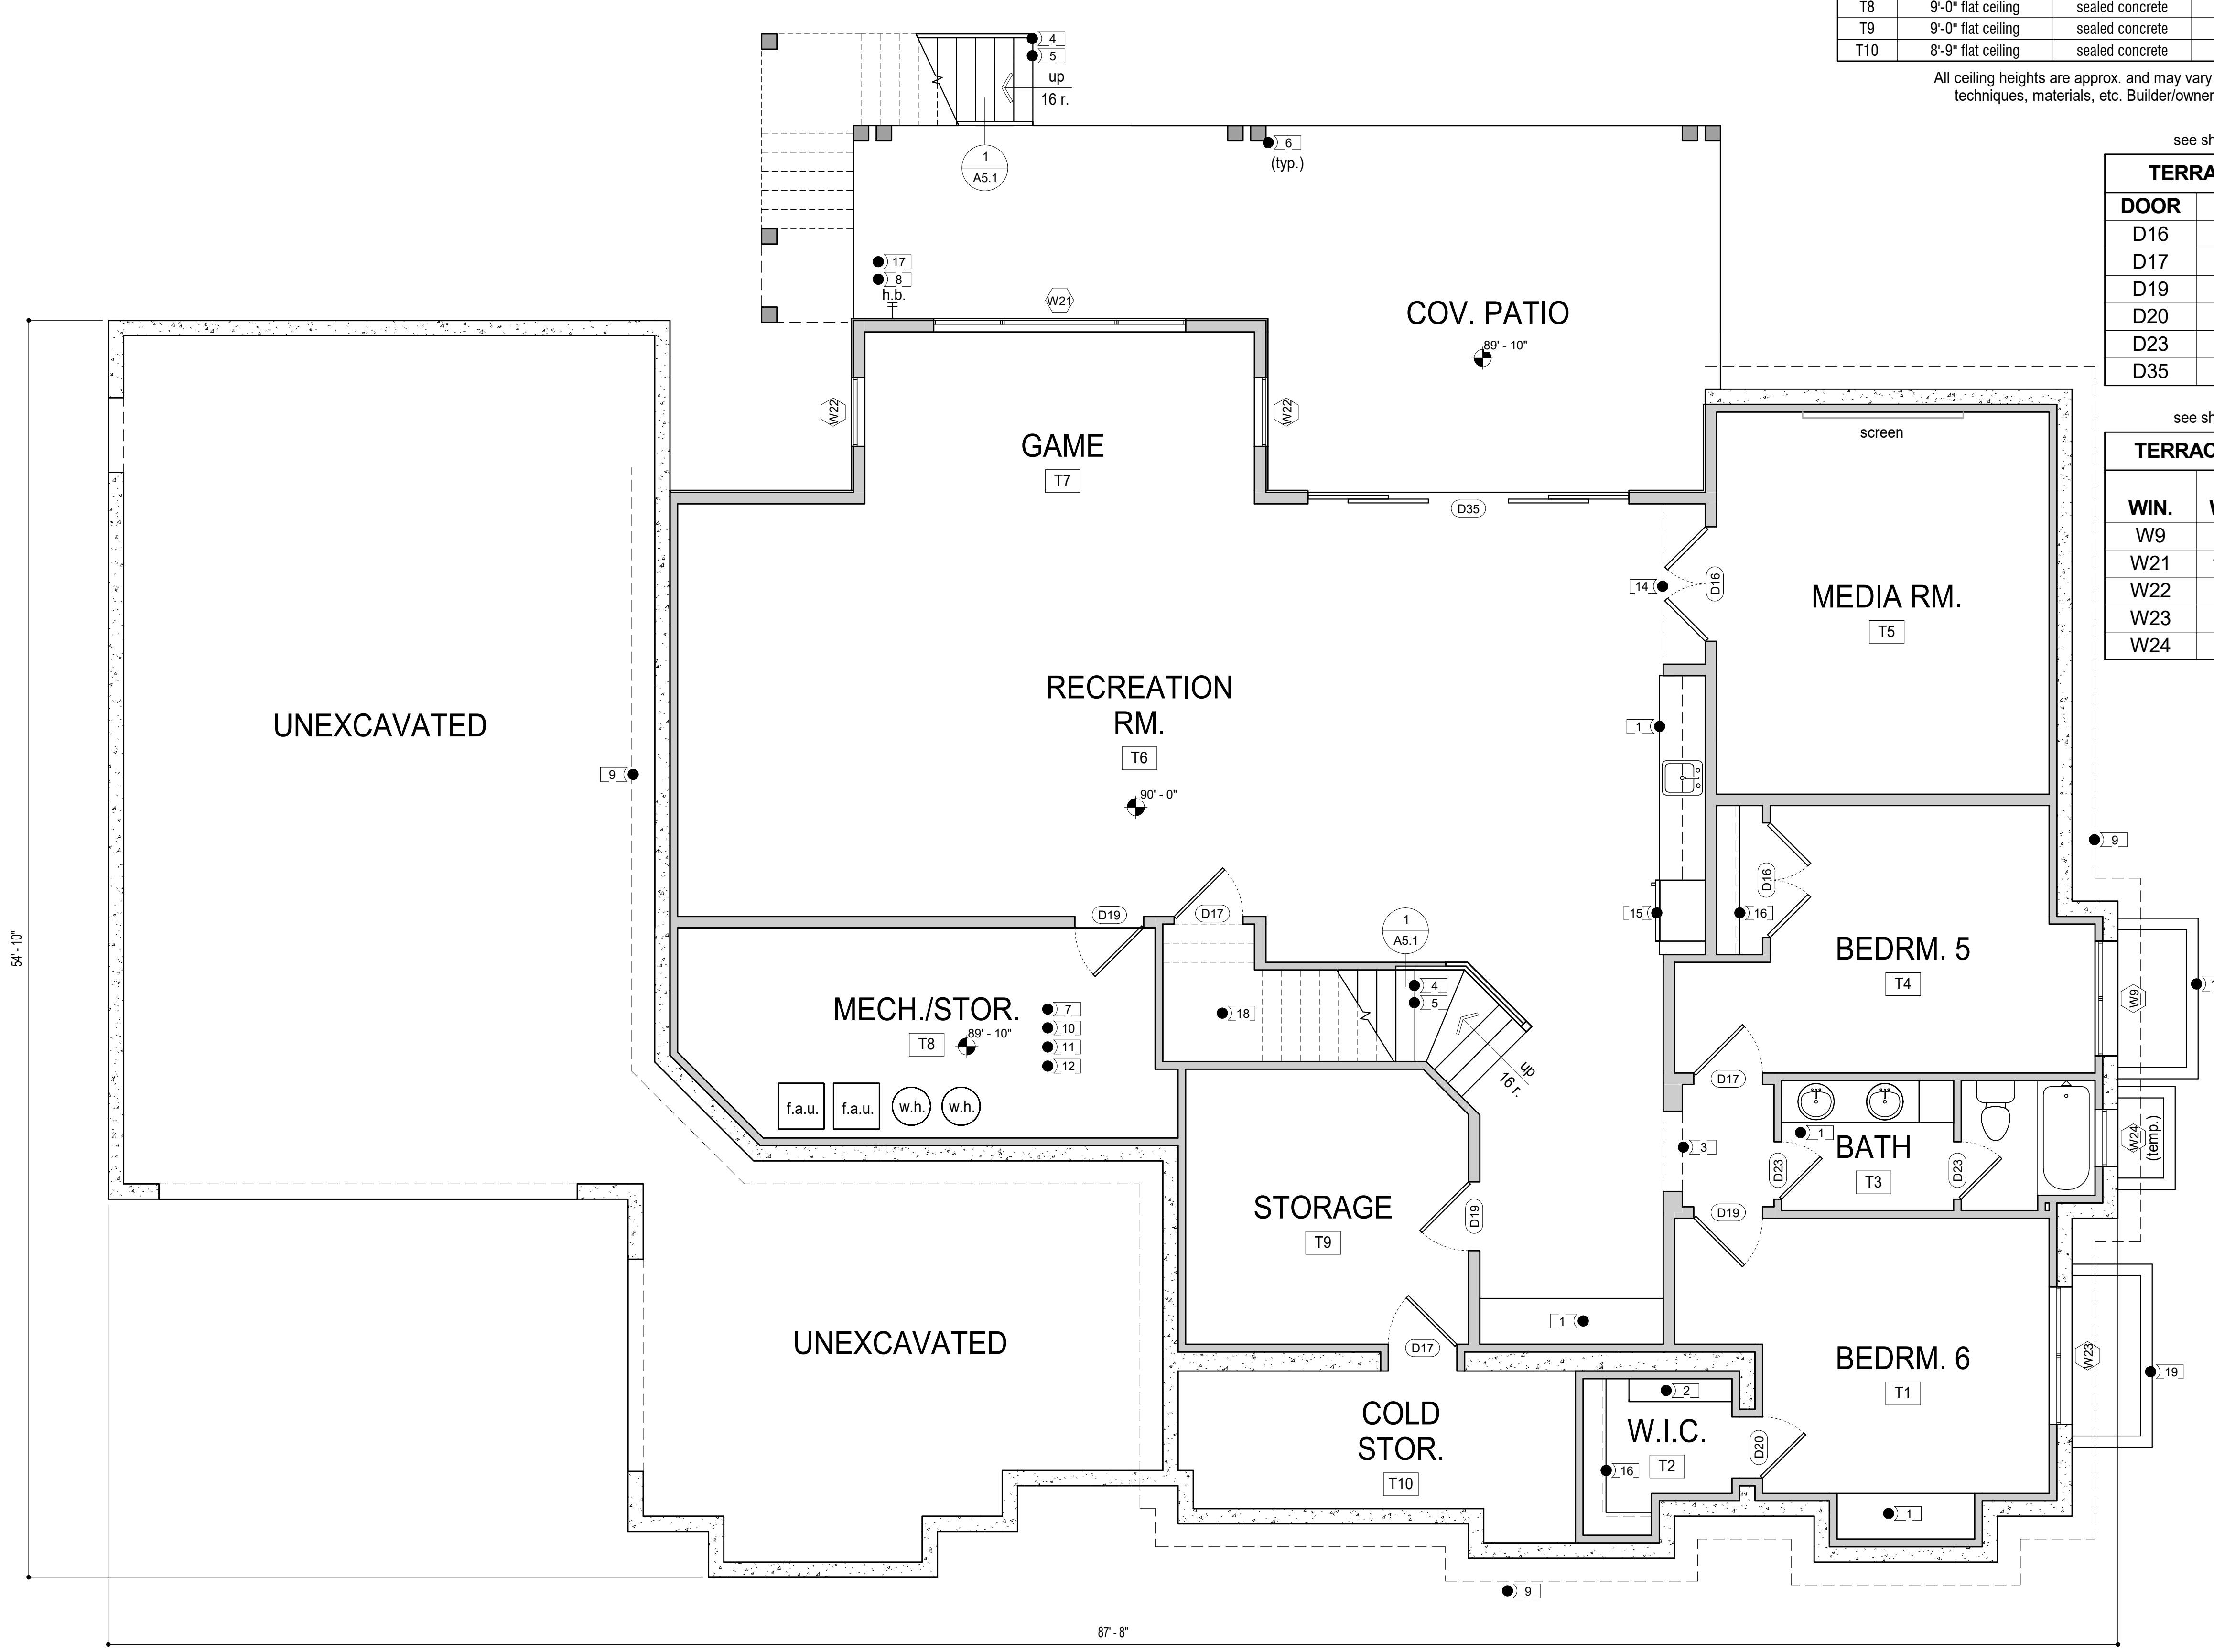 T8 9'-0" flat ceiling sealed concrete
T9 9'-0" flat ceiling sealed concrete
T10 8'-9" flat ceiling sealed concrete
All ceiling heights are approx. and may vary
techniques, materials, etc. Builder/owner
see sh
TERRA
DOOR
D16
D17
D19
D20
D23
D35
see sh
TERRAC
WIN.
W9
W21
W22
W23
W24
4
5
up
16 r.
1
A5.1
6
(typ.)
17
8
h.b.
W21
COV. PATIO
89' - 10"
W22
W22
GAME
T7
screen
D35
14
D16
MEDIA RM.
T5
UNEXCAVATED
9
RECREATION
RM.
T6
90' - 0"
1
9
D19
D17
15
16
D16
1
A5.1
BEDRM. 5
T4
W9
MECH./STOR.
T8
89' - 10"
7
10
11
12
f.a.u.
f.a.u.
w.h.
w.h.
18
4
5
up
16 r.
D17
1
BATH
T3
D23
D23
W24
(temp.)
3
D19
STORAGE
T9
D19
1
D17
UNEXCAVATED
BEDRM. 6
T1
W23
19
COLD
STOR.
T10
2
W.I.C.
T2
16
D20
1
9
54' - 10"
87' - 8"